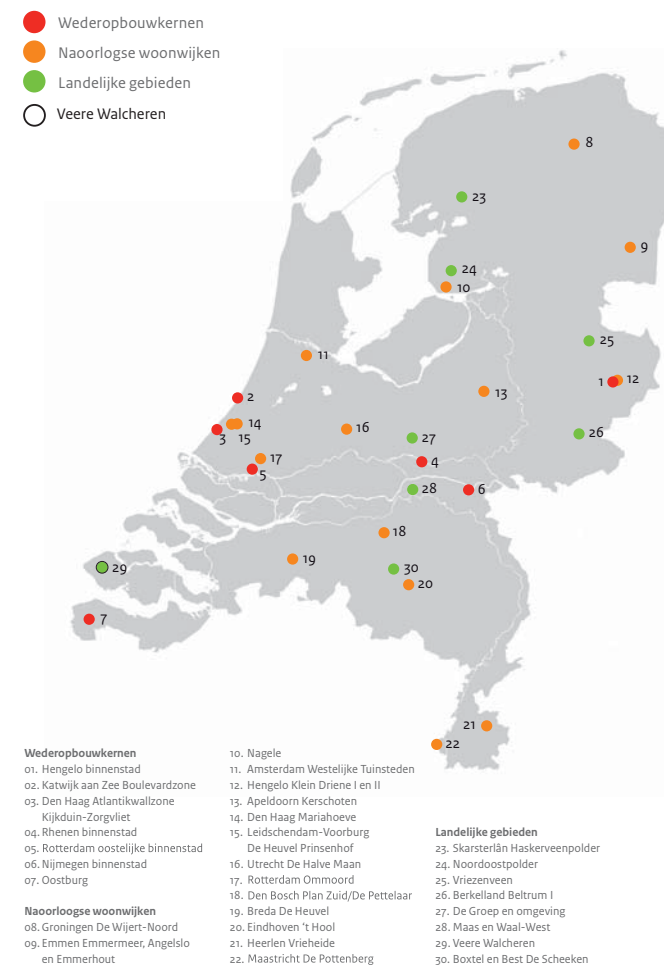 Wederopbouwkernen
Naoorlogse woonwijken
Landelijke gebieden
Veere Walcheren
8
23
9
24
10
25
11
1 12
13
2
14
3 15
16
27
26
17
4
5
28
6
18
19
30
20
29
7
21
22
Wederopbouwkernen
01. Hengelo binnenstad
02. Katwijk aan Zee Boulevardzone
03. Den Haag Atlantikwallzone
Kijkduin-Zorgvliet
04. Rhenen binnenstad
05. Rotterdam oostelijke binnenstad
06. Nijmegen binnenstad
07. Oostburg
Naoorloogse woonwijken
08. Groningen De Wijert-Noord
09. Emmen Emmermeer, Angelslo
en Emmerhout
10. Nagele
11. Amsterdam Westelijke Tuinsteden
12. Hengelo Klein Driene I en II
13. Apeldoorn Kerschoten
14. Den Haag Mariahoeve
15. Leidschendam-Voorburg
De Heuvel Prinsenhof
16. Utrecht De Halve Maan
17. Rotterdam Ommoord
18. Den Bosch Plan Zuid/De Pettelaar
19. Breda De Heuvel
20. Eindhoven ‘t Hool
21. Heerlen Vrieheide
22. Maastricht De Pottenberg
Landelijke gebieden
23. Skarsterlân Haskerveenpolder
24. Noordoostpolder
25. Vriezenveen
26. Berkelland Beltrum I
27. De Groep en omgeving
28. Maas en Waal-West
29. Veere Walcheren
30. Boxtel en Best De Scheeken